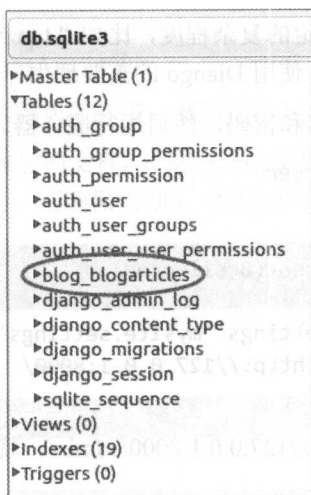 db.sqlite3
Master Table (1)
Tables (12)
auth_group
auth_group_permissions
auth_permission
auth_user
auth_user_groups
auth_user_user_permissions
blog_blogarticles
django_admin_log
django_content_type
django_migrations
django_session
sqlite_sequence
Views (0)
Indexes (19)
Triggers (0)